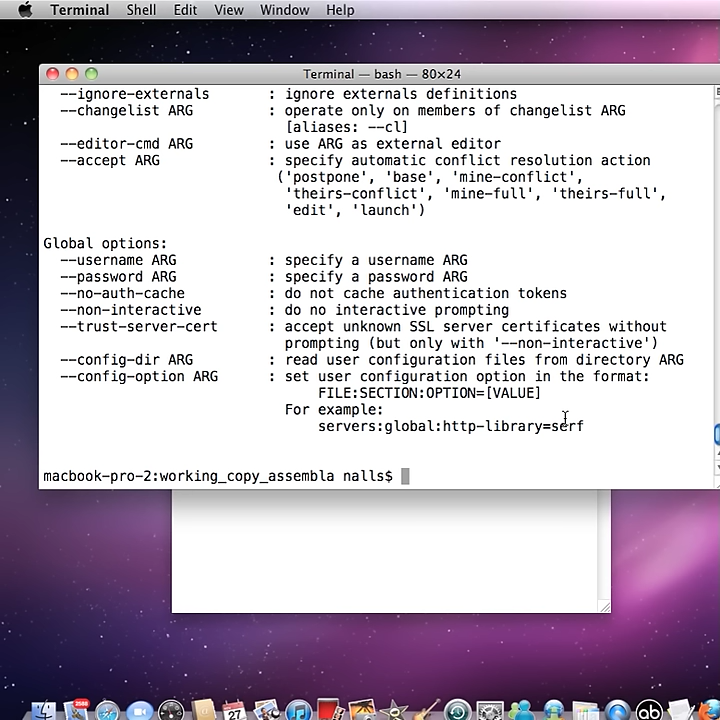 Terminal Shell Edit View Window Help
Terminal — bash — 80×24
--ignore-externals : ignore externals definitions
--changelist ARG : operate only on members of changelist ARG
[aliases: --cl]
--editor-cmd ARG : use ARG as external editor
--accept ARG : specify automatic conflict resolution action
('postpone', 'base', 'mine-conflict',
'theirs-conflict', 'mine-full', 'theirs-full',
'edit', 'launch')
Global options:
--username ARG : specify a username ARG
--password ARG : specify a password ARG
--no-auth-cache : do not cache authentication tokens
--non-interactive : do no interactive prompting
--trust-server-cert : accept unknown SSL server certificates without
prompting (but only with '--non-interactive')
--config-dir ARG : read user configuration files from directory ARG
--config-option ARG : set user configuration option in the format:
FILE:SECTION:OPTION=[VALUE]
For example:
servers:global:http-library=serf
macbook-pro-2:working_copy_assembla nalls$
27